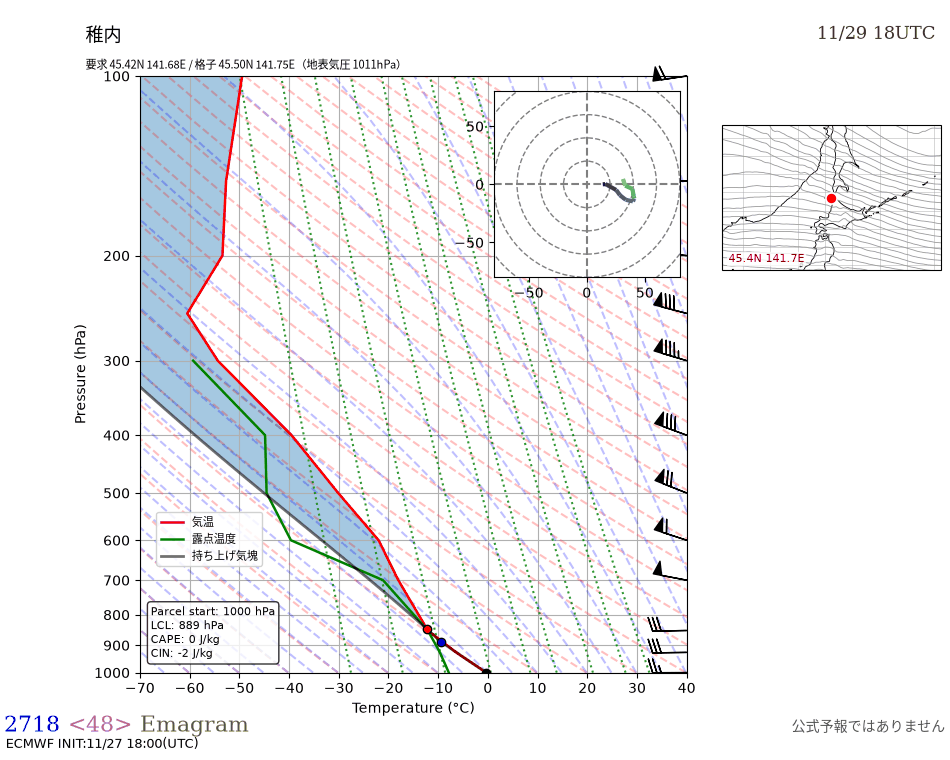 稚内
11/29 18UTC
要求 45.42N 141.68E / 格子 45.50N 141.75E（地表気圧 1011hPa）
100
200
300
400
500
600
700
800
900
1000
Pressure (hPa)
50
0
−50
−50 0 50
45.4N 141.7E
気温
露点温度
持ち上げ気塊
Parcel start: 1000 hPa
LCL: 889 hPa
CAPE: 0 J/kg
CIN: -2 J/kg
−70 −60 −50 −40 −30 −20 −10 0 10 20 30 40
Temperature (°C)
2718 <48> Emagram
公式予報ではありません
ECMWF INIT:11/27 18:00(UTC)